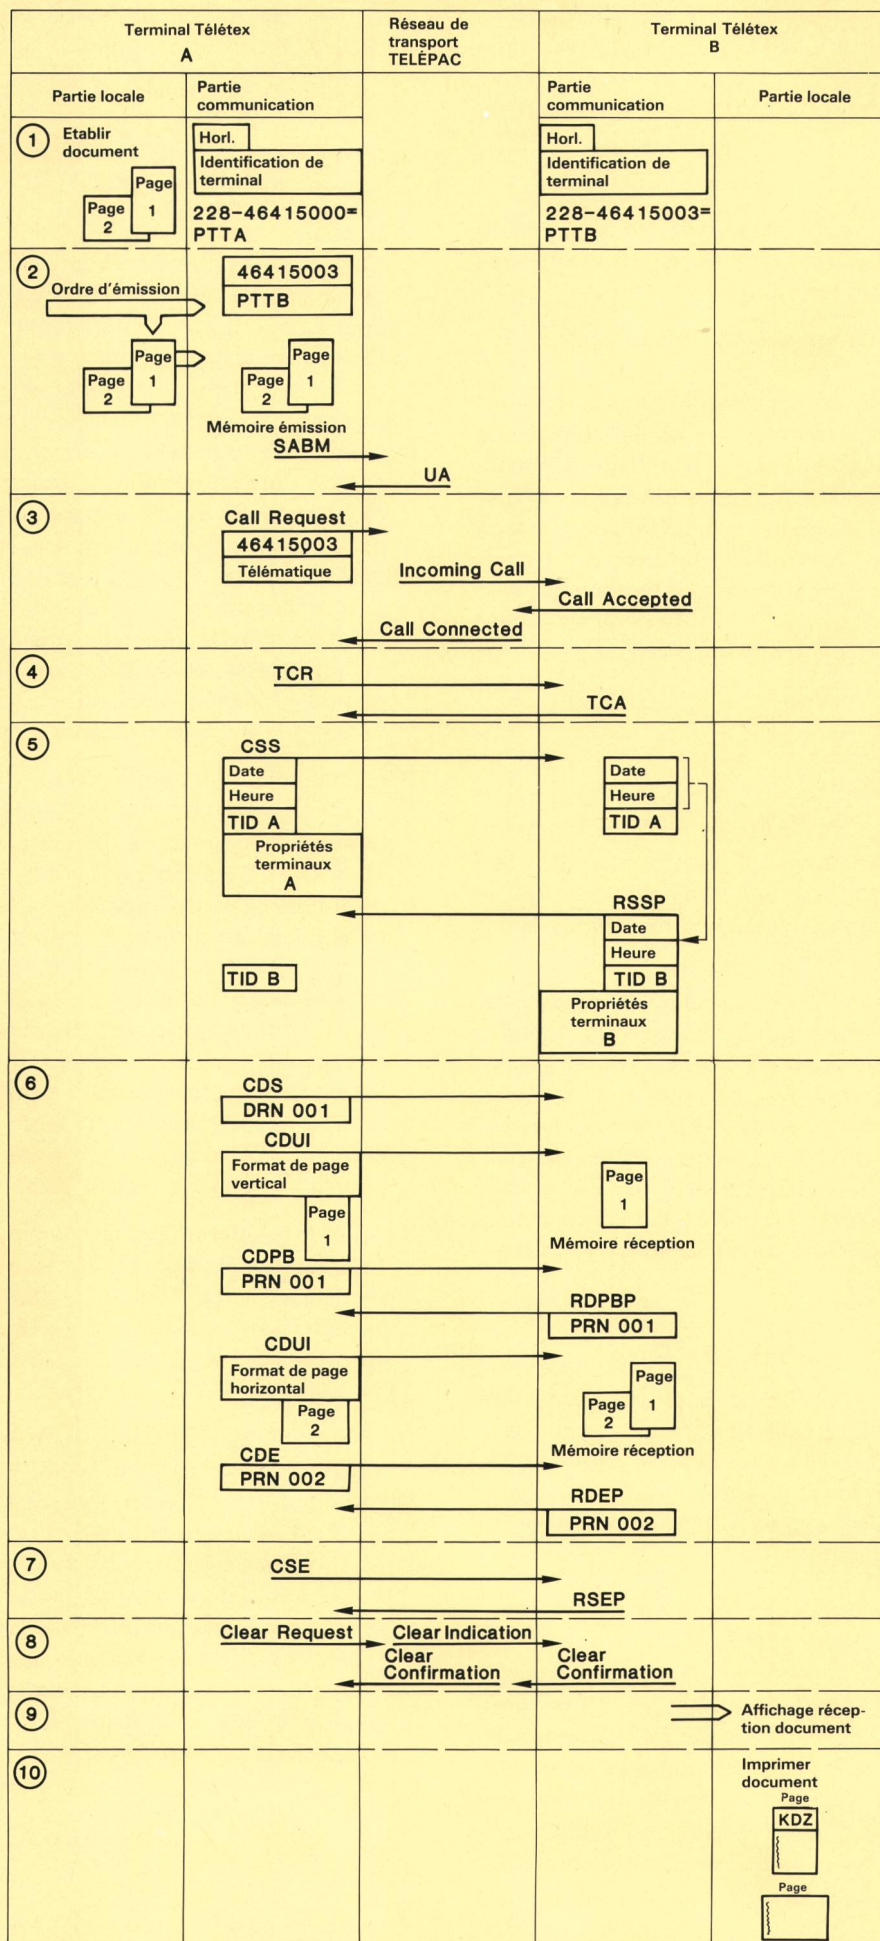 Terminal Télétex
A
Réseau de
transport
TELÉPAC
Terminal Télétex
B
Partie locale
Partie
communication
Partie
communication
Partie locale
1
Etablir
document
Page
1
Page
2
Horl.
Identification de
terminal
228-46415000=
PTTA
Horl.
Identification de
terminal
228-46415003=
PTTB
2
Ordre d'émission
46415003
PTTB
Page
1
Page
2
Page
1
Page
2
Mémoire émission
SABM
UA
3
Call Request
46415003
Télématique
Incoming Call
Call Accepted
Call Connected
4
TCR
TCA
5
CSS
Date
Heure
TID A
Propriétés
terminaux
A
Date
Heure
TID A
RSSP
Date
Heure
TID B
Propriétés
terminaux
B
TID B
6
CDS
DRN 001
CDUI
Format de page
vertical
Page
1
Page
1
Mémoire réception
CDPB
PRN 001
RDPBP
PRN 001
CDUI
Format de page
horizontal
Page
2
Page
1
Page
2
Mémoire réception
CDE
PRN 002
RDEP
PRN 002
7
CSE
RSEP
8
Clear Request
Clear Indication
Clear
Confirmation
Clear
Confirmation
9
Affichage récep-
tion document
10
Imprimer
document
Page
KDZ
Page